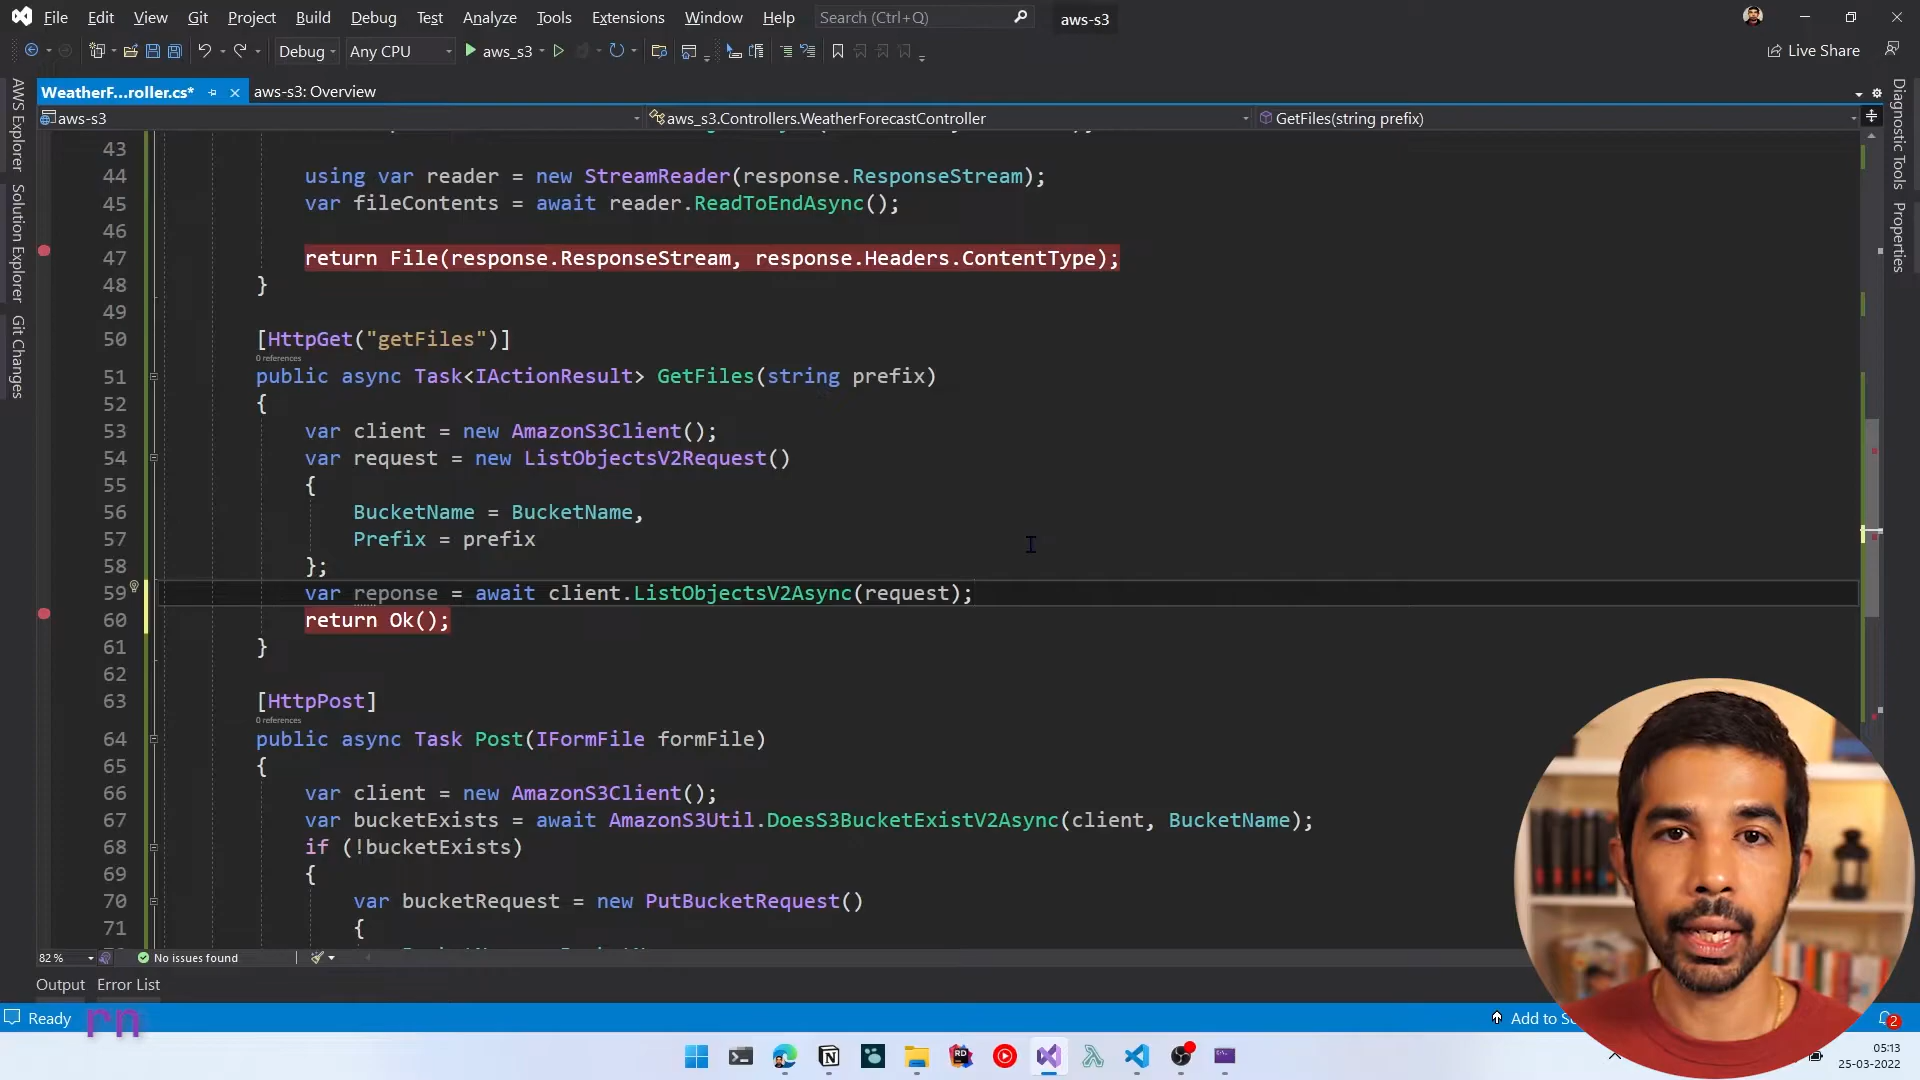 File Edit View Git Project Build Debug Test Analyze Tools Extensions Window Help Search (Ctrl+Q) aws-s3
Debug Any CPU aws_s3 Live Share
WeatherF...roller.cs* aws-s3: Overview
aws-s3 aws_s3.Controllers.WeatherForecastController GetFiles(string prefix)
AWS Explorer
Solution Explorer
Git Changes
Diagnostic Tools
Properties
43
44 using var reader = new StreamReader(response.ResponseStream);
45 var fileContents = await reader.ReadToEndAsync();
46
47 return File(response.ResponseStream, response.Headers.ContentType);
48 }
49
50 [HttpGet("getFiles")]
0 references
51 public async Task<IActionResult> GetFiles(string prefix)
52 {
53 var client = new AmazonS3Client();
54 var request = new ListObjectsV2Request()
55 {
56 BucketName = BucketName,
57 Prefix = prefix
58 };
59 var reponse = await client.ListObjectsV2Async(request);
60 return Ok();
61 }
62
63 [HttpPost]
0 references
64 public async Task Post(IFormFile formFile)
65 {
66 var client = new AmazonS3Client();
67 var bucketExists = await AmazonS3Util.DoesS3BucketExistV2Async(client, BucketName);
68 if (!bucketExists)
69 {
70 var bucketRequest = new PutBucketRequest()
71 {
82 % No issues found
Output Error List
Ready rn Add to 2
05:13
25-03-2022